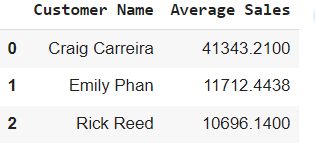 Customer Name Average Sales
0 Craig Carreira 41343.2100
1 Emily Phan 11712.4438
2 Rick Reed 10696.1400